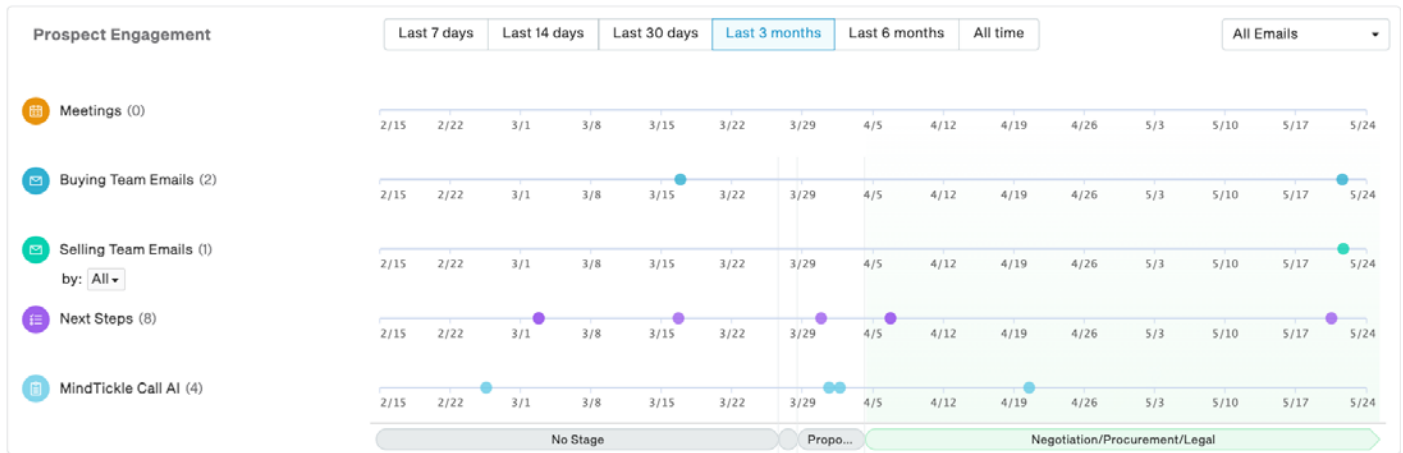 Prospect Engagement
Last 7 days Last 14 days Last 30 days Last 3 months Last 6 months All time
All Emails
Meetings (0)
2/15 2/22 3/1 3/8 3/15 3/22 3/29 4/5 4/12 4/19 4/26 5/3 5/10 5/17 5/24
Buying Team Emails (2)
2/15 2/22 3/1 3/8 3/15 3/22 3/29 4/5 4/12 4/19 4/26 5/3 5/10 5/17 5/24
Selling Team Emails (1)
2/15 2/22 3/1 3/8 3/15 3/22 3/29 4/5 4/12 4/19 4/26 5/3 5/10 5/17 5/24
by: All
Next Steps (8)
2/15 2/22 3/1 3/8 3/15 3/22 3/29 4/5 4/12 4/19 4/26 5/3 5/10 5/17 5/24
MindTickle Call AI (4)
2/15 2/22 3/1 3/8 3/15 3/22 3/29 4/5 4/12 4/19 4/26 5/3 5/10 5/17 5/24
No Stage Propo... Negotiation/Procurement/Legal